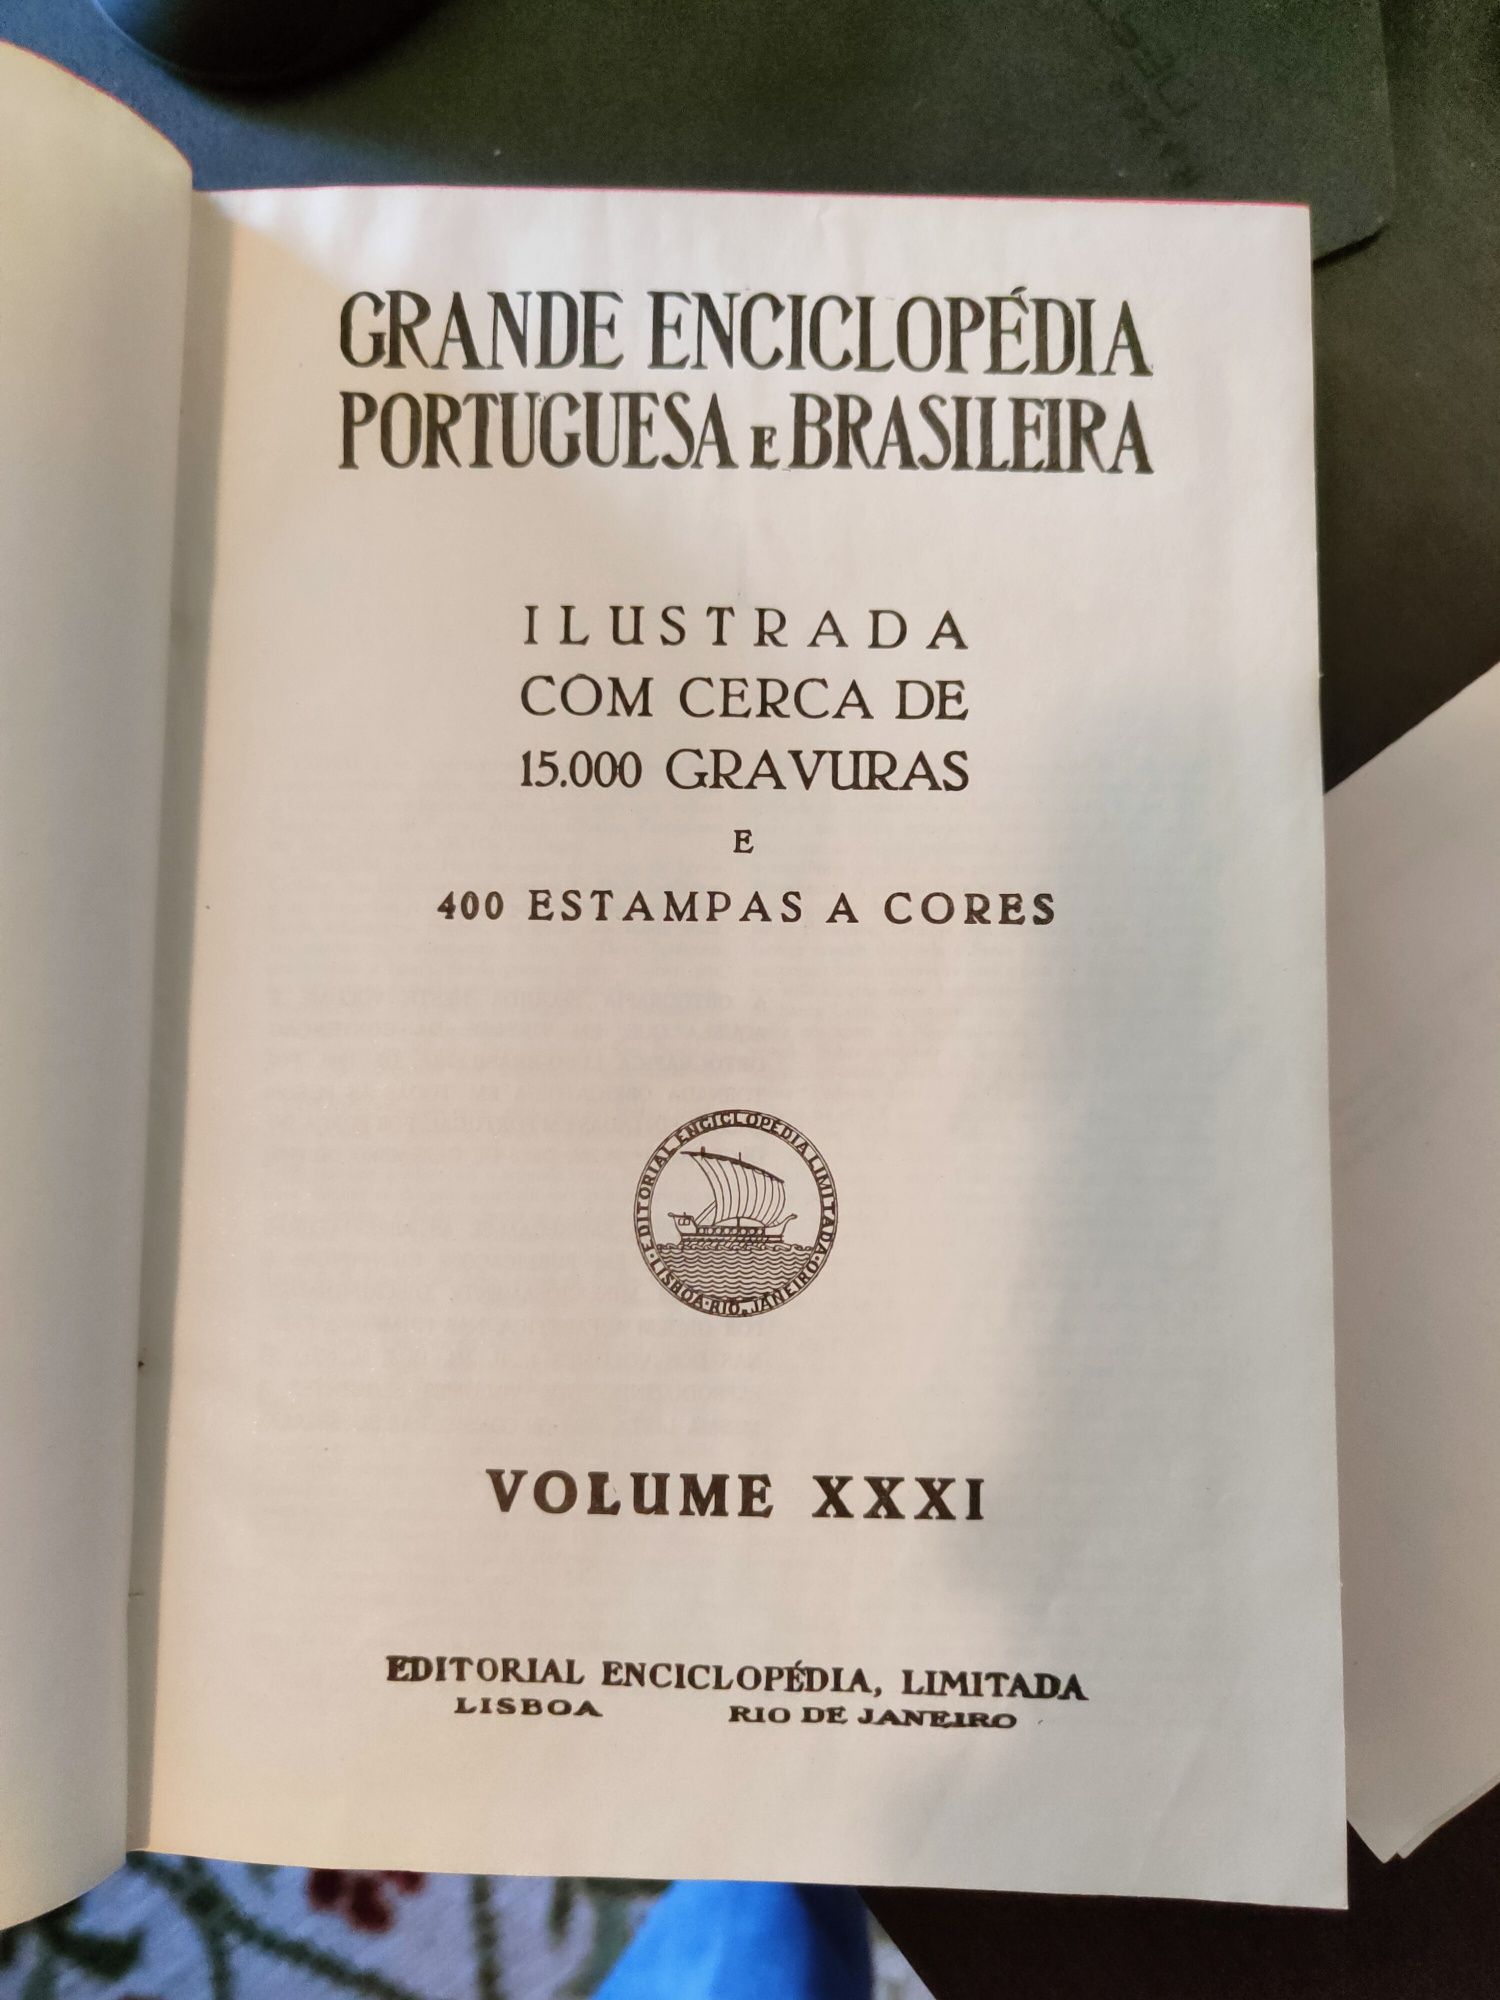 GRANDE ENCICLOPÉDIA
PORTUGUESA E BRASILEIRA
ILUSTRADA
COM CERCA DE
15.000 GRAVURAS
E
400 ESTAMPAS A CORES
EDITORIAL ENCICLOPÉDIA LIMITADA
LISBOA·RIO DE JANEIRO
VOLUME XXXI
EDITORIAL ENCICLOPÉDIA, LIMITADA
LISBOA RIO DE JANEIRO